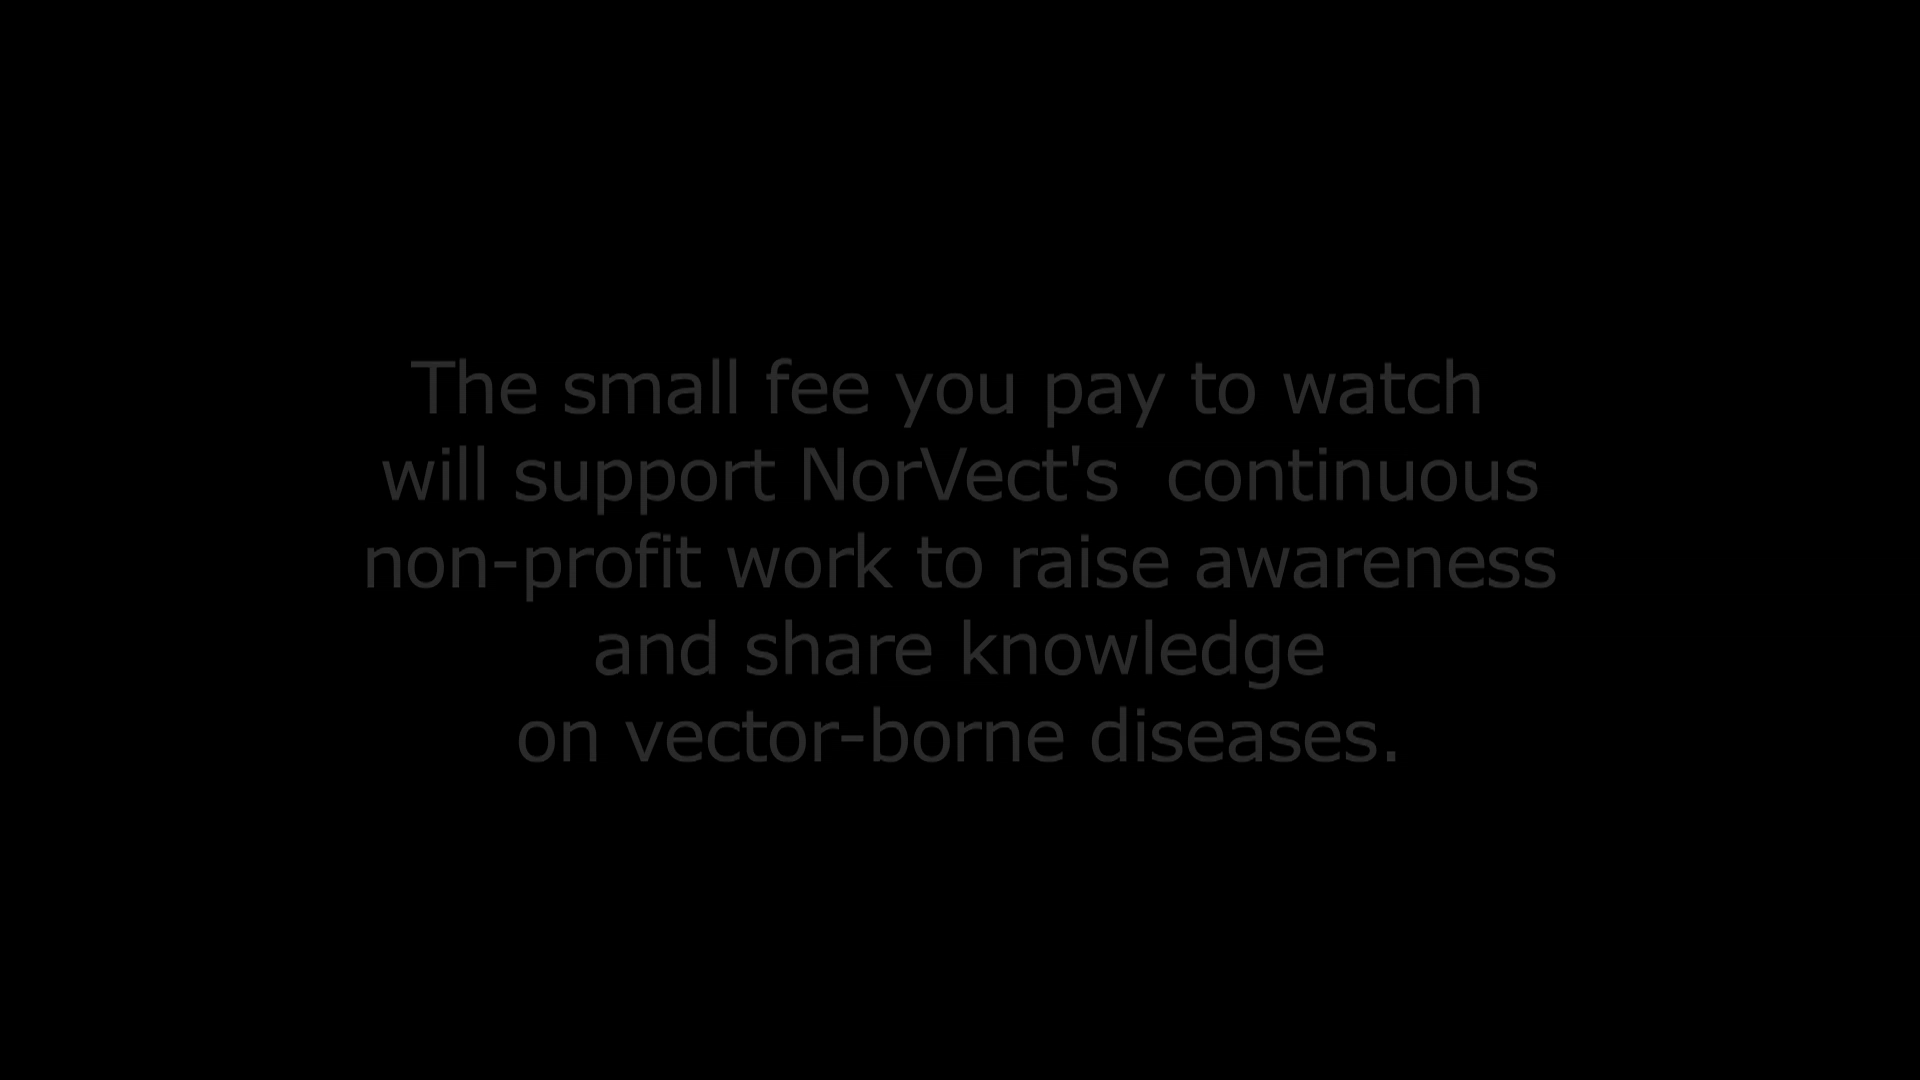 The small fee you pay to watch
will support NorVect's  continuous
non-profit work to raise awareness
and share knowledge
on vector-borne diseases.